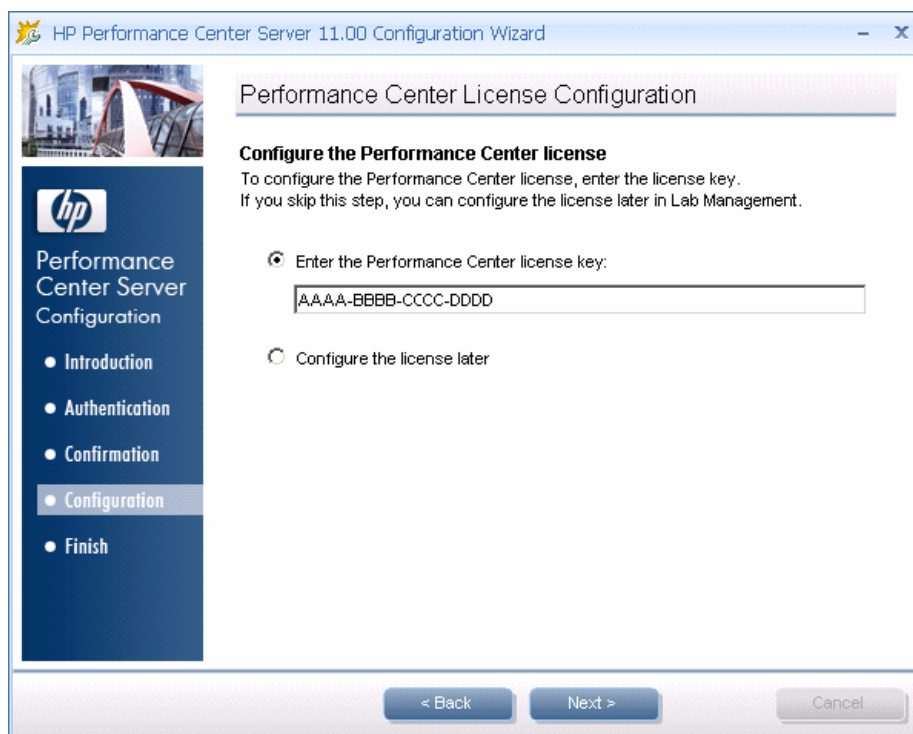 HP Performance Center Server 11.00 Configuration Wizard
Performance Center License Configuration
Configure the Performance Center license
To configure the Performance Center license, enter the license key.
If you skip this step, you can configure the license later in Lab Management.
Enter the Performance Center license key:
AAAA-BBBB-CCCC-DDDD
Configure the license later
hp
Performance
Center Server
Configuration
Introduction
Authentication
Confirmation
Configuration
Finish
< Back
Next >
Cancel